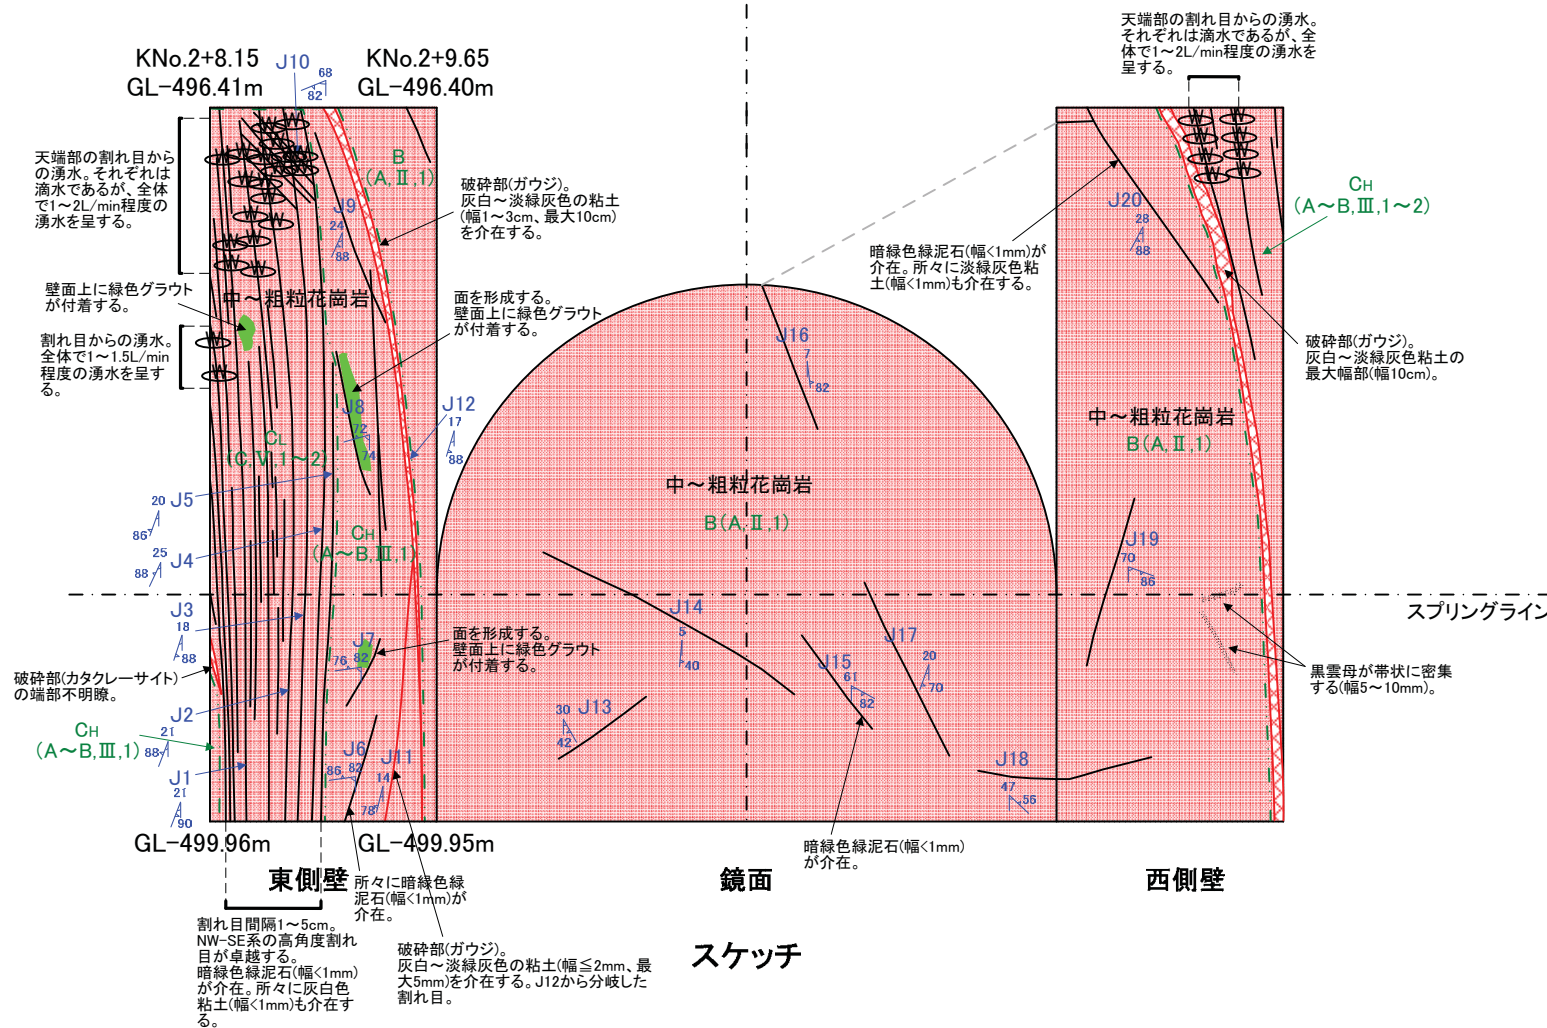 KNo.2+8.15
GL-496.41m
J10
68
82
KNo.2+9.65
GL-496.40m
天端部の割れ目から
の湧水。それぞれは
滴水であるが、全体
で1～2L/min程度の
湧水を呈する。
B
(A,Ⅱ,1)
破砕部(ガウジ)。
灰白～淡緑灰色の粘土
(幅1～3cm、最大10cm)
を介在する。
J9
24
88
壁面上に緑色グラウト
が付着する。
中～粗粒花崗岩
面を形成する。
壁面上に緑色グラウト
が付着する。
割れ目からの湧水。
全体で1～1.5L/min
程度の湧水を呈す
る。
J8
72
74
J12
17
88
CL
(C,Ⅴ,1～2)
J5
20
86
J4
25
88
CH
(A～B,Ⅲ,1)
J3
18
88
J7
76
82
面を形成する。
壁面上に緑色グラウト
が付着する。
破砕部(カタクレーサイト)
の端部不明瞭。
J2
21
88
CH
(A～B,Ⅲ,1)
J1
21
90
J6
86
82
J11
14
78
GL-499.96m
GL-499.95m
東側壁
所々に暗緑色緑
泥石(幅<1mm)が
介在。
割れ目間隔1～5cm。
NW-SE系の高角度割れ
目が卓越する。
暗緑色緑泥石(幅<1mm)
が介在。所々に灰白色
粘土(幅<1mm)も介在す
る。
破砕部(ガウジ)。
灰白～淡緑灰色の粘土(幅≦2mm、最
大5mm)を介在する。J12から分岐した
割れ目。
J16
7
82
中～粗粒花崗岩
B(A,Ⅱ,1)
J14
5
40
J17
20
70
J15
61
82
J13
30
42
J18
47
56
暗緑色緑泥石(幅<1mm)
が介在。
鏡面
スケッチ
天端部の割れ目からの湧水。
それぞれは滴水であるが、全
体で1～2L/min程度の湧水を
呈する。
J20
28
88
暗緑色緑泥石(幅<1mm)が
介在。所々に淡緑灰色粘
土(幅<1mm)も介在する。
CH
(A～B,Ⅲ,1～2)
破砕部(ガウジ)。
灰白～淡緑灰色粘土の
最大幅部(幅10cm)。
中～粗粒花崗岩
B(A,Ⅱ,1)
J19
70
86
スプリングライン
黒雲母が帯状に密集
する(幅5～10mm)。
西側壁